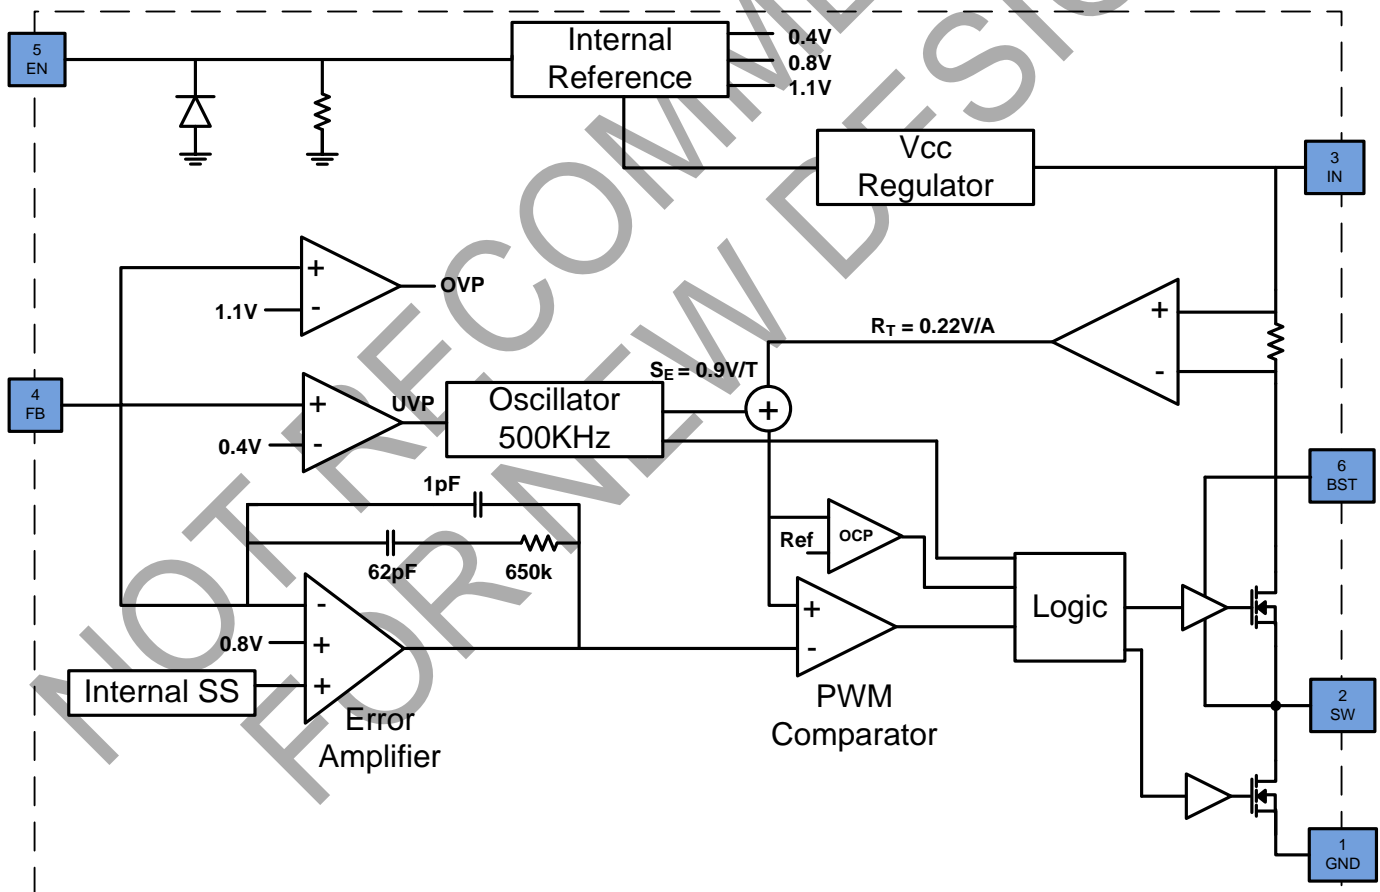 5
EN
Internal
Reference
0.4V
0.8V
1.1V
Vcc
Regulator
3
IN
OVP
+
-
1.1V
RT = 0.22V/A
+
-
SE = 0.9V/T
4
FB
+
-
UVP
0.4V
Oscillator
500KHz
+
6
BST
1pF
62pF
650k
Ref
OCP
Logic
-
0.8V
+
+
Internal SS
Error
Amplifier
+
-
PWM
Comparator
2
SW
1
GND
NOT RECOMME
FOR NEW DESIG